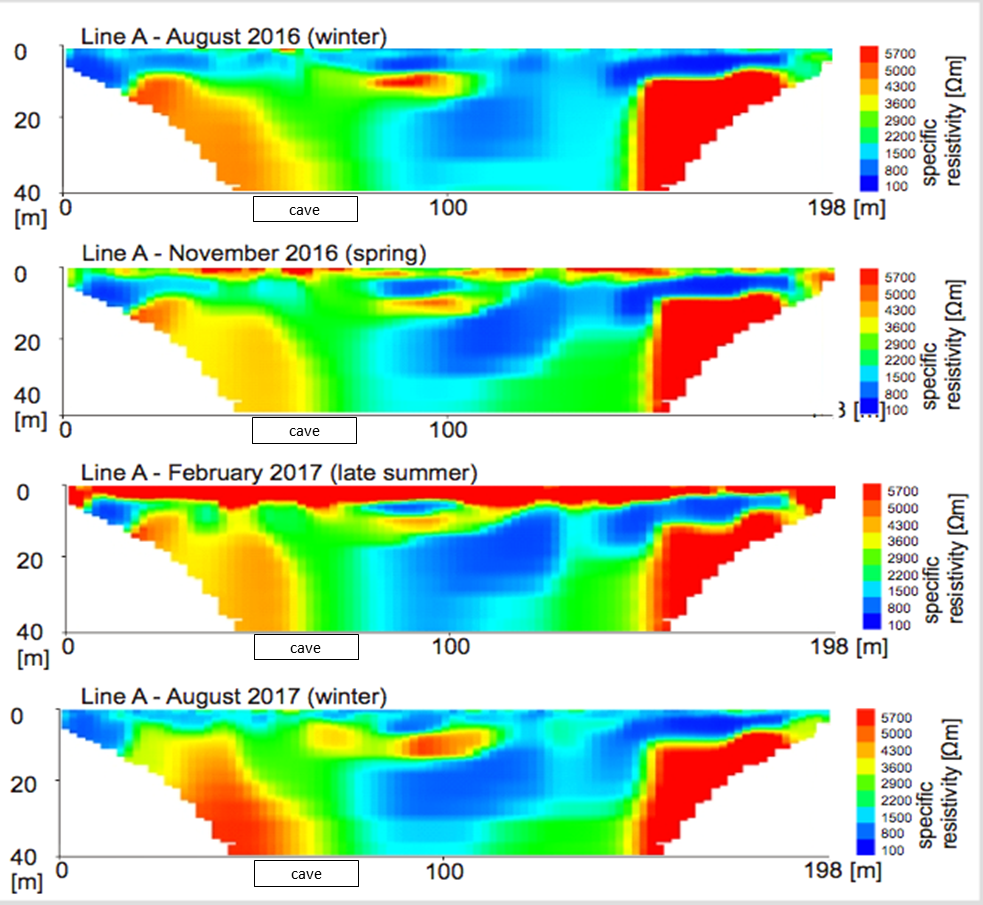 Line A - August 2016 (winter)
0
20
40
[m]
0
cave
100
198 [m]
5700
5000
4300
3600
2900
2200
1500
800
100
specific
resistivity [Ωm]
Line A - November 2016 (spring)
0
20
40
[m]
0
cave
100
3 [...]
5700
5000
4300
3600
2900
2200
1500
800
100
specific
resistivity [Ωm]
Line A - February 2017 (late summer)
0
20
40
[m]
0
cave
100
198 [m]
5700
5000
4300
3600
2900
2200
1500
800
100
specific
resistivity [Ωm]
Line A - August 2017 (winter)
0
20
40
[m]
0
cave
100
198 [m]
5700
5000
4300
3600
2900
2200
1500
800
100
specific
resistivity [Ωm]